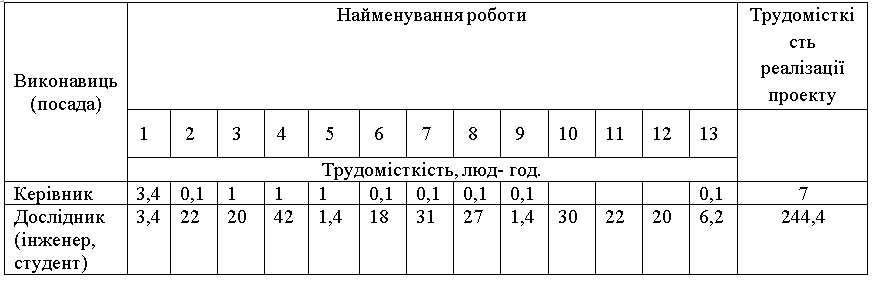 Виконавиць (посада) Найменування роботи Трудомісткі сть реалізації проекту
1 2 3 4 5 6 7 8 9 10 11 12 13
Трудомісткість, люд- год.
Керівник 3,4 0,1 1 1 1 0,1 0,1 0,1 0,1 0,1 7
Дослідник 3,4 22 20 42 1,4 18 31 27 1,4 30 22 20 6,2 244,4
(інженер,
студент)